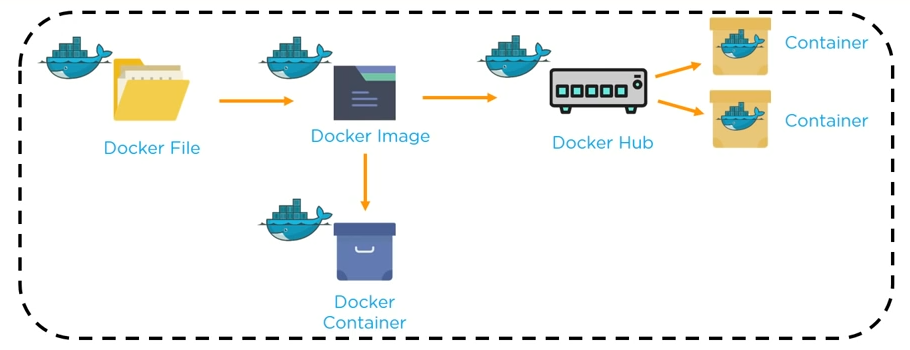 Container
Docker File
Docker Image
Docker Hub
Container
Docker
Container